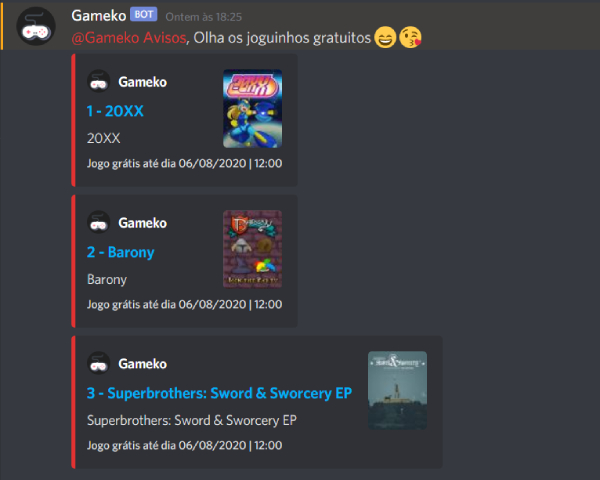 Gameko BOT Ontem às 18:25
@Gameko Avisos, Olha os joguinhos gratuitos 😄😘
Gameko
1 - 20XX
20XX
Jogo grátis até dia 06/08/2020 | 12:00
Gameko
2 - Barony
Barony
Jogo grátis até dia 06/08/2020 | 12:00
Gameko
3 - Superbrothers: Sword & Sworcery EP
Superbrothers: Sword & Sworcery EP
Jogo grátis até dia 06/08/2020 | 12:00